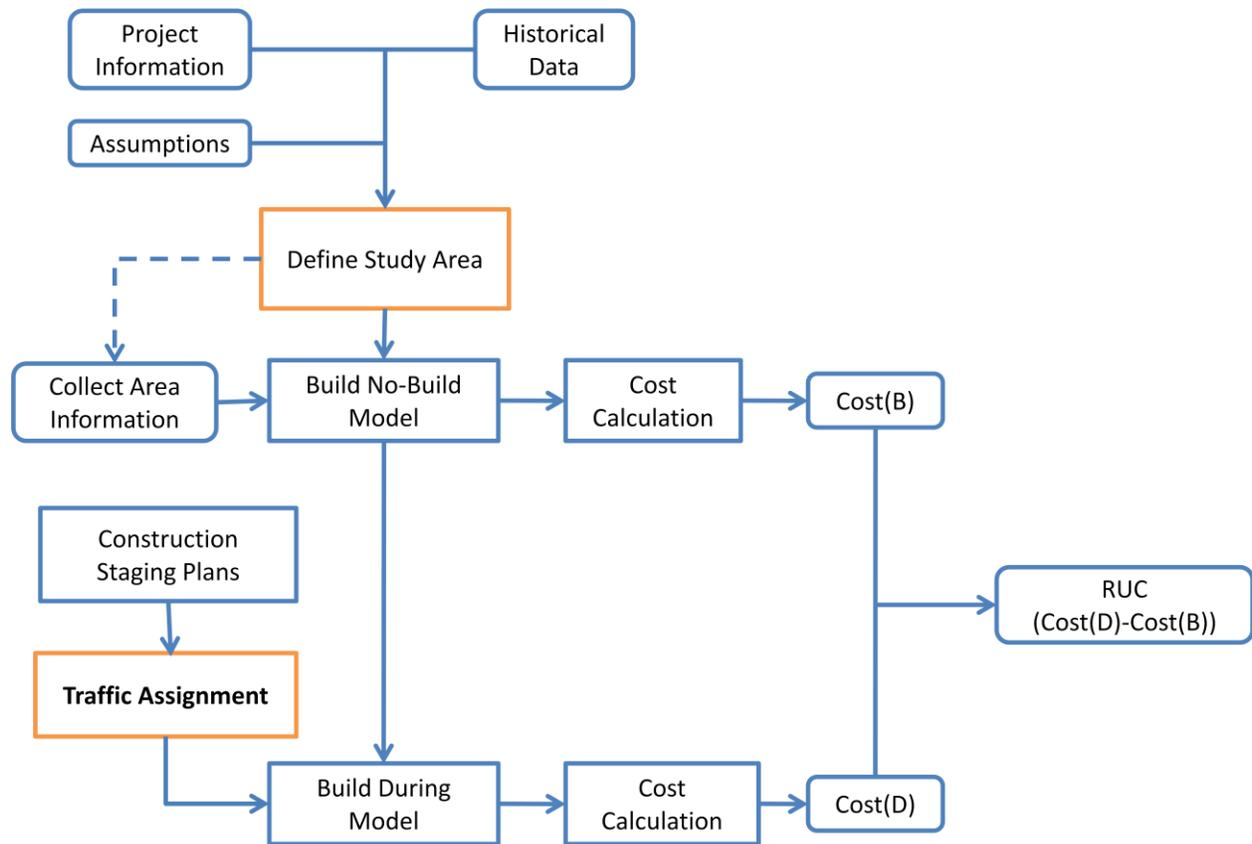 Project
Information
Historical
Data
Assumptions
Define Study Area
Collect Area
Information
Build No-Build
Model
Cost
Calculation
Cost(B)
Construction
Staging Plans
RUC
(Cost(D)-Cost(B))
Traffic Assignment
Build During
Model
Cost
Calculation
Cost(D)